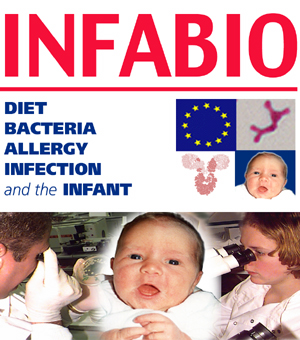 INFABIO
DIET
BACTERIA
ALLERGY
INFECTION
and the INFANT